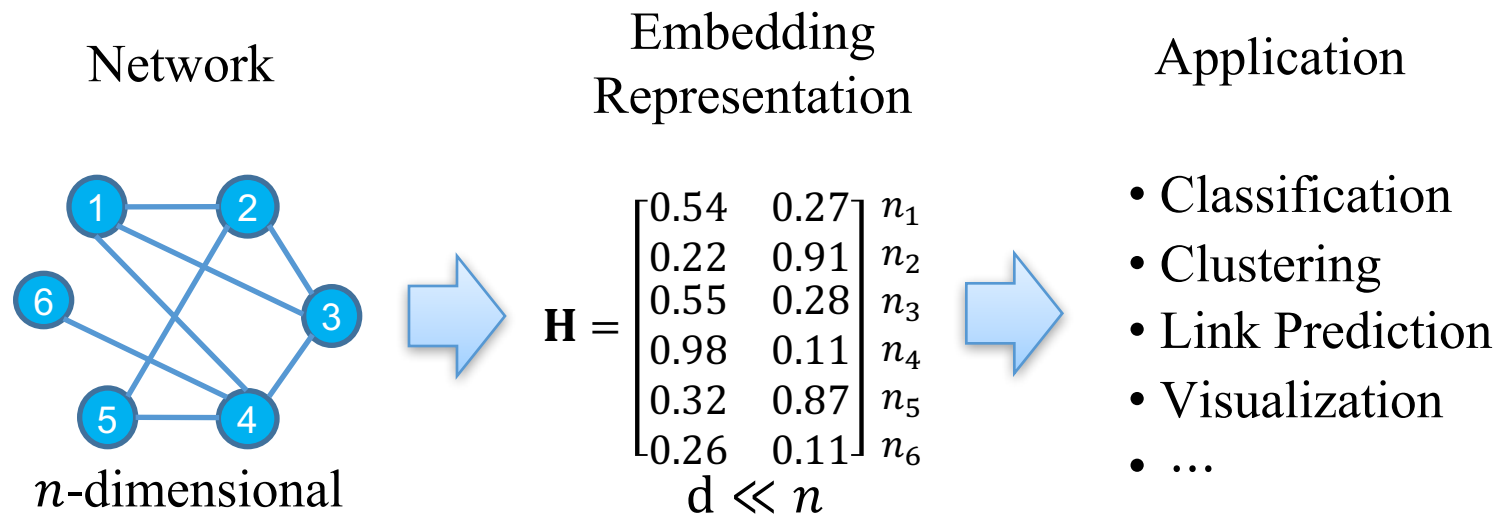 Network
1
2
6
3
5
4
n-dimensional
Embedding
Representation
H =
0.54 0.27 n₁
0.22 0.91 n₂
0.55 0.28 n₃
0.98 0.11 n₄
0.32 0.87 n₅
0.26 0.11 n₆
d ≪ n
Application
• Classification
• Clustering
• Link Prediction
• Visualization
• ...